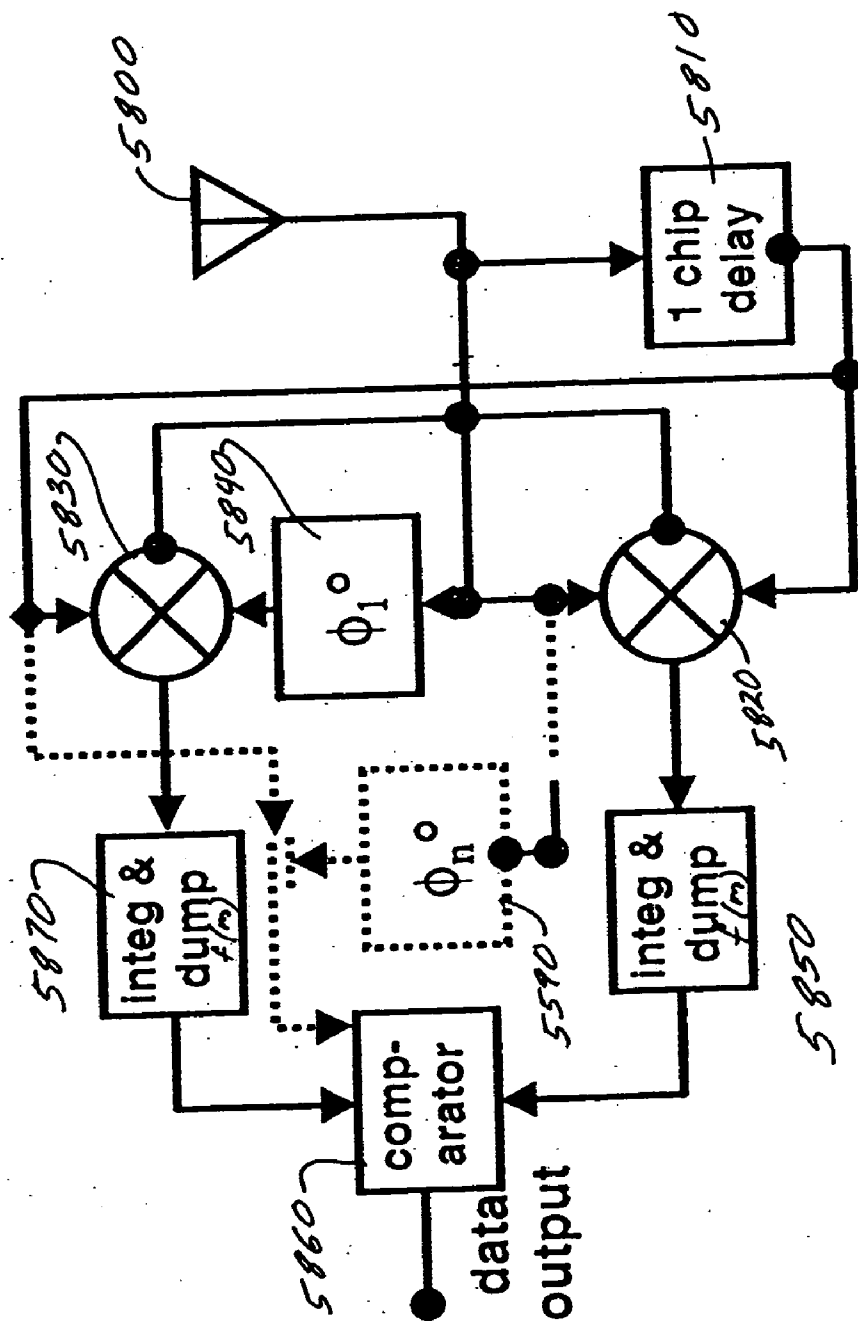 5800
5830
5870
integ &
dump
f(m)
5840
φ₁°
5860
comp-
arator
φₙ°
5590
data
output
1 chip
delay
5810
integ &
dump
f(m)
5820
5850